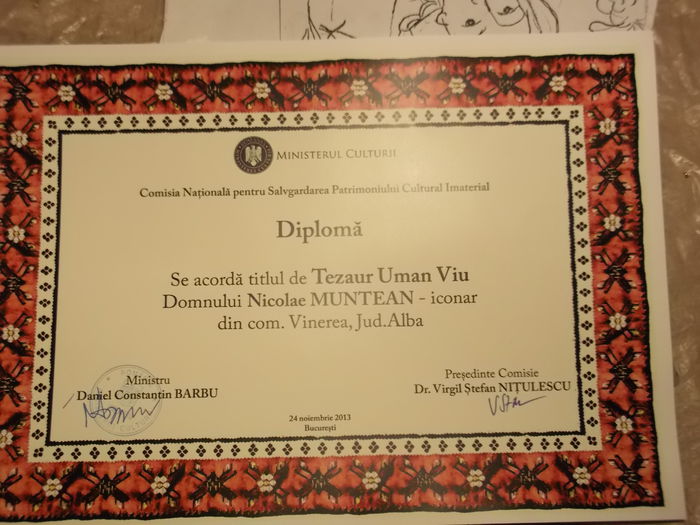 MINISTERUL CULTURII
Comisia Națională pentru Salvgardarea Patrimoniului Cultural Imaterial
Diplomă
Se acordă titlul de Tezaur Uman Viu
Domnului Nicolae MUNTEAN - iconar
din com. Vinerea, Jud.Alba
Ministru
Daniel Constantin BARBU
Președinte Comisie
Dr. Virgil Ștefan NIȚULESCU
24 noiembrie 2013
București